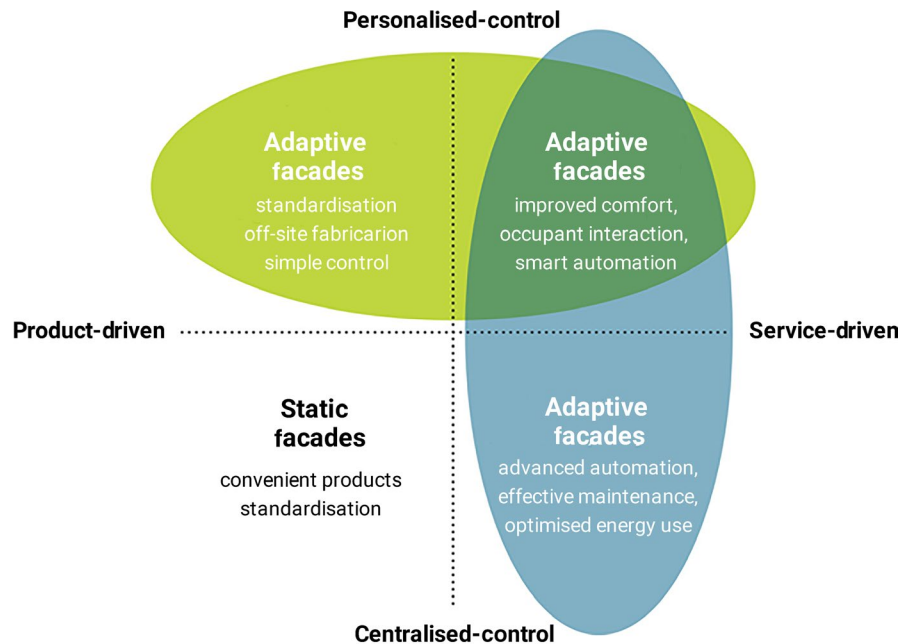 Personalised-control
Adaptive
facades
standardisation
off-site fabricarion
simple control
Adaptive
facades
improved comfort,
occupant interaction,
smart automation
Product-driven
Service-driven
Static
facades
convenient products
standardisation
Adaptive
facades
advanced automation,
effective maintenance,
optimised energy use
Centralised-control